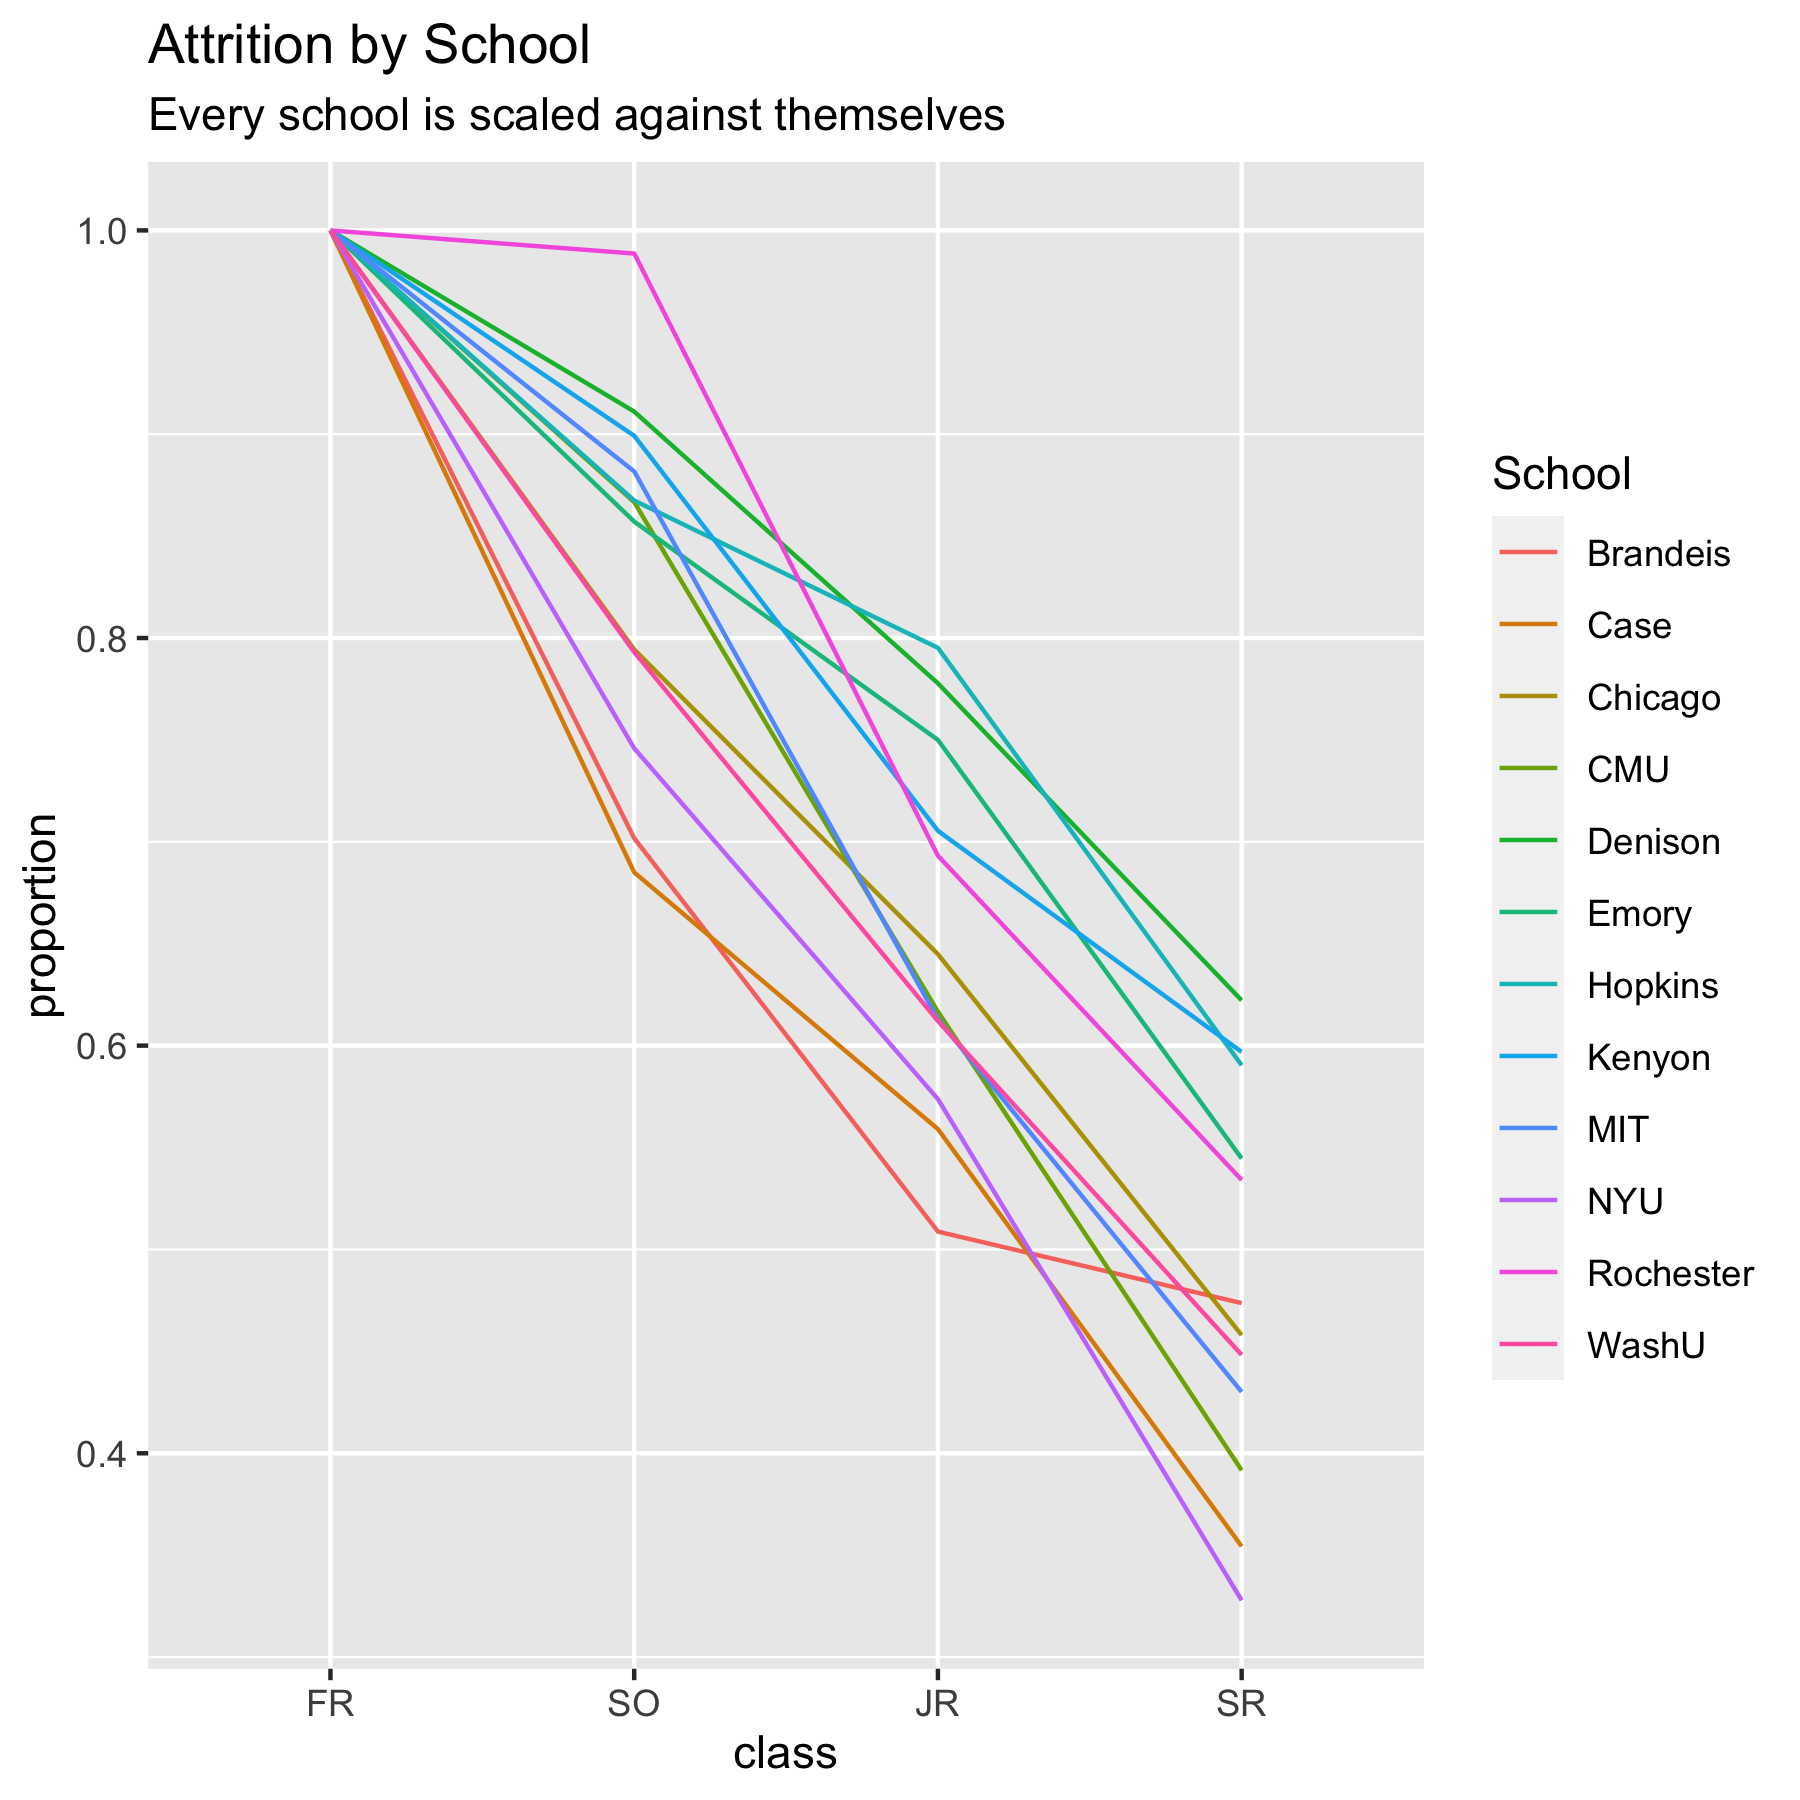 Attrition by School
Every school is scaled against themselves
1.0
0.8
0.6
0.4
proportion
FR
SO
JR
SR
class
School
Brandeis
Case
Chicago
CMU
Denison
Emory
Hopkins
Kenyon
MIT
NYU
Rochester
WashU